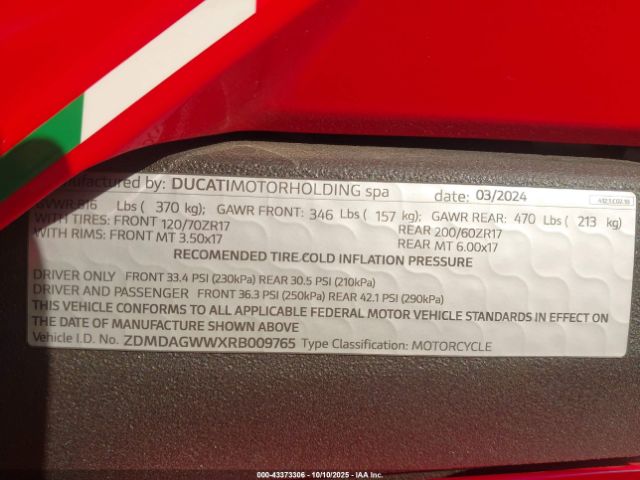 Manufactured by: DUCATIMOTORHOLDING spa date: 03/2024
GVWR 816 Lbs ( 370 kg); GAWR FRONT: 346 Lbs ( 157 kg); GAWR REAR: 470 Lbs ( 213 kg)
WITH TIRES: FRONT 120/70ZR17 REAR 200/60ZR17
WITH RIMS: FRONT MT 3.50x17 REAR MT 6.00x17
RECOMENDED TIRE COLD INFLATION PRESSURE
DRIVER ONLY FRONT 33.4 PSI (230kPa) REAR 30.5 PSI (210kPa)
DRIVER AND PASSENGER FRONT 36.3 PSI (250kPa) REAR 42.1 PSI (290kPa)
THIS VEHICLE CONFORMS TO ALL APPLICABLE FEDERAL MOTOR VEHICLE STANDARDS IN EFFECT ON
THE DATE OF MANUFACTURE SHOWN ABOVE
Vehicle I.D. No. ZDMDAGWWXRB009765 Type Classification: MOTORCYCLE
000-43373306 - 10/10/2025 - IAA Inc.